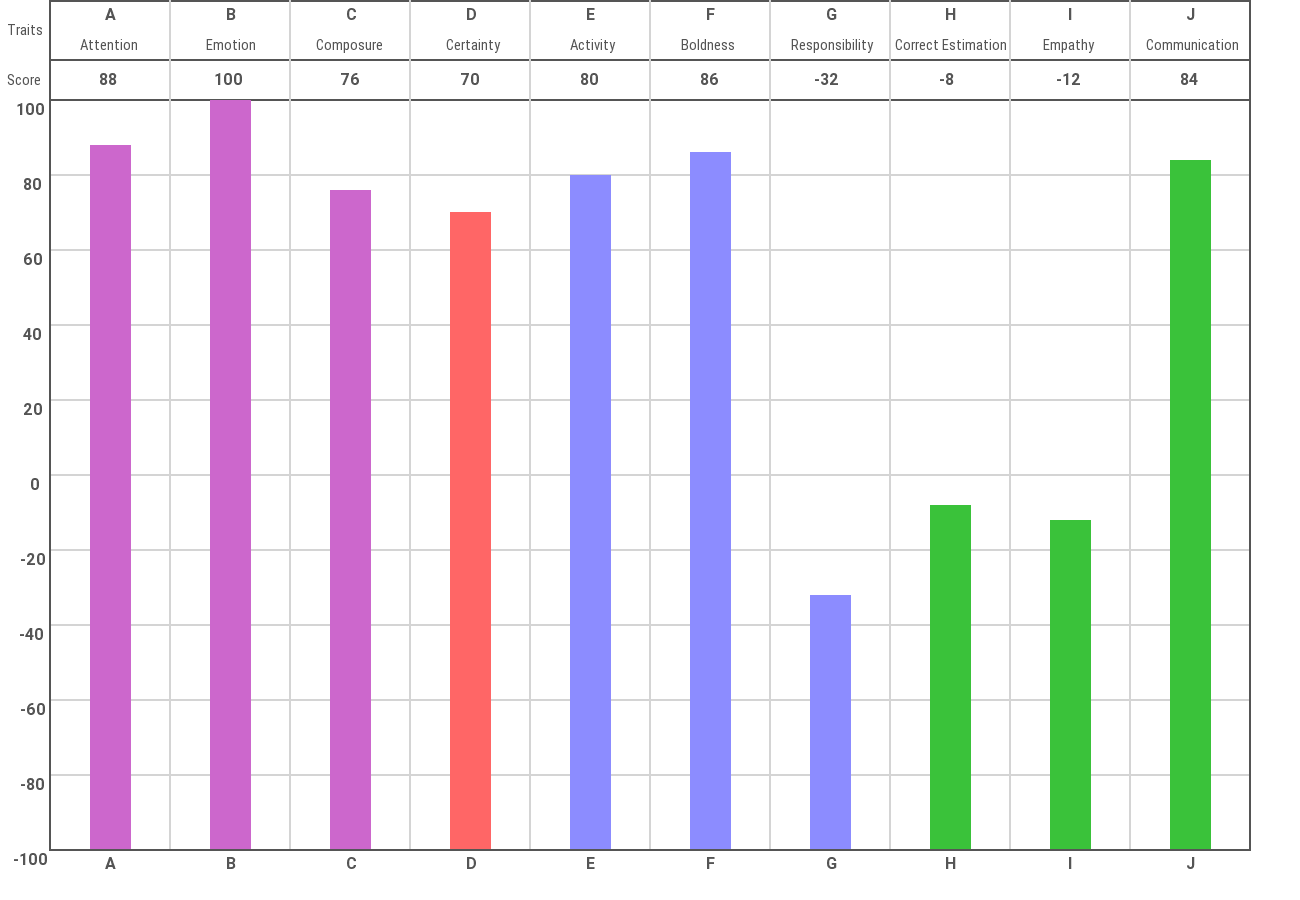 Traits A B C D E F G H I J
Attention Emotion Composure Certainty Activity Boldness Responsibility Correct Estimation Empathy Communication
Score 88 100 76 70 80 86 -32 -8 -12 84
100
80
60
40
20
0
-20
-40
-60
-80
-100
A B C D E F G H I J